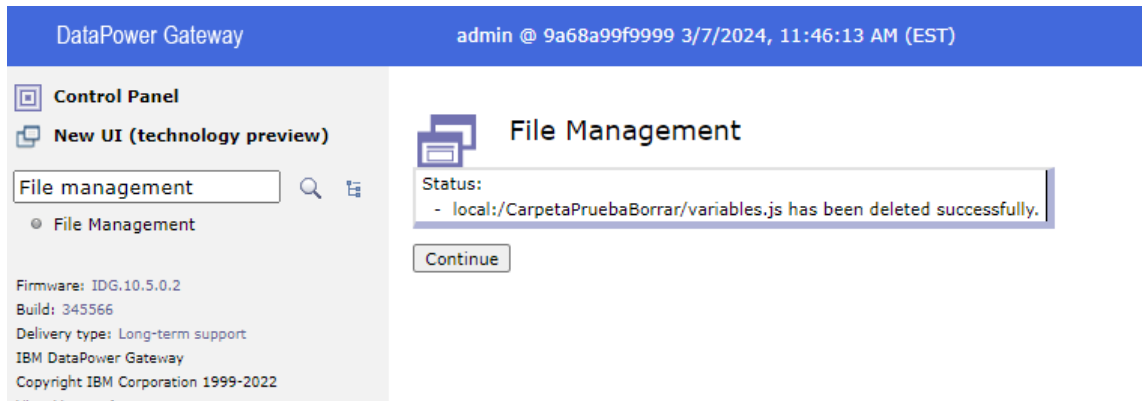 DataPower Gateway
admin @ 9a68a99f9999 3/7/2024, 11:46:13 AM (EST)
Control Panel
New UI (technology preview)
File management
File Management
Firmware: IDG.10.5.0.2
Build: 345566
Delivery type: Long-term support
IBM DataPower Gateway
Copyright IBM Corporation 1999-2022
File Management
Status:
- local:/CarpetaPruebaBorrar/variables.js has been deleted successfully.
Continue